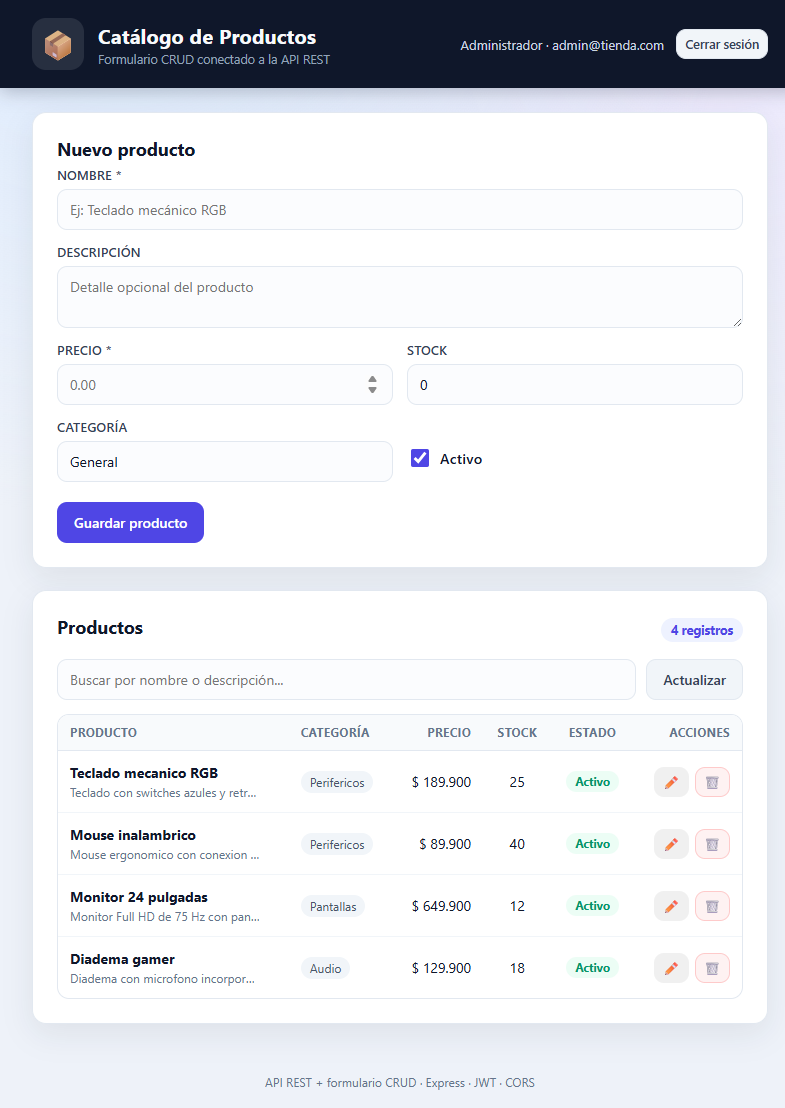 Catálogo de Productos
Formulario CRUD conectado a la API REST
Administrador · admin@tienda.com
Cerrar sesión
Nuevo producto
NOMBRE *
Ej: Teclado mecánico RGB
DESCRIPCIÓN
Detalle opcional del producto
PRECIO * STOCK
0.00 0
CATEGORÍA
General Activo
Guardar producto
Productos 4 registros
Buscar por nombre o descripción... Actualizar
PRODUCTO CATEGORÍA PRECIO STOCK ESTADO ACCIONES
Teclado mecanico RGB
Teclado con switches azules y retr... Perifericos $ 189.900 25 Activo
Mouse inalambrico
Mouse ergonomico con conexion ... Perifericos $ 89.900 40 Activo
Monitor 24 pulgadas
Monitor Full HD de 75 Hz con pan... Pantallas $ 649.900 12 Activo
Diadema gamer
Diadema con microfono incorpor... Audio $ 129.900 18 Activo
API REST + formulario CRUD · Express · JWT · CORS